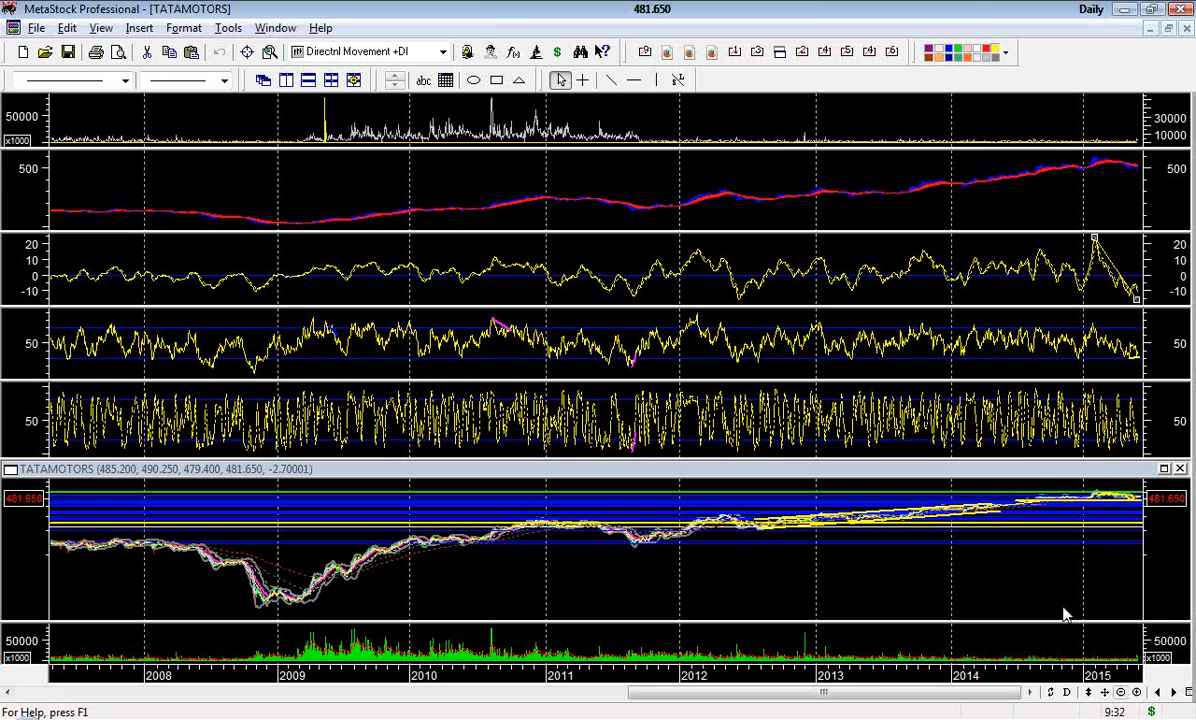 MetaStock Professional - [TATAMOTORS]
481.650
Daily
File Edit View Insert Format Tools Window Help
Directnl Movement +DI
abc
50000
x1000
30000
10000
500
500
20
10
0
-10
20
10
0
-10
50
50
50
50
TATAMOTORS (485.200, 490.250, 479.400, 481.650, -2.70001)
481.650
481.650
50000
x1000
50000
x1000
2008 2009 2010 2011 2012 2013 2014 2015
D
For Help, press F1
9:32
$